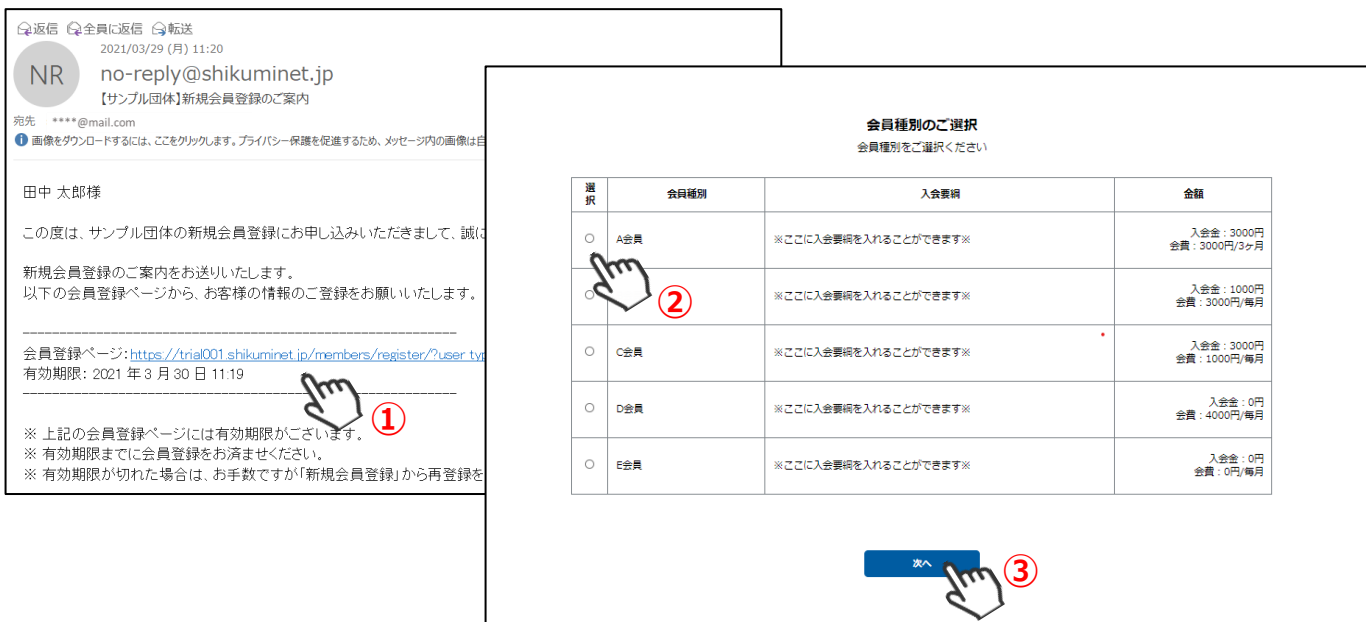 返信 全員に返信 転送
2021/03/29 (月) 11:20
NR
no-reply@shikuminet.jp
【サンプル団体】新規会員登録のご案内
宛先 ****@mail.com
画像をダウンロードするには、ここをクリックします。プライバシー保護を促進するため、メッセージ内の画像は自
田中 太郎様
この度は、サンプル団体の新規会員登録にお申し込みいただきまして、誠に
新規会員登録のご案内をお送りいたします。
以下の会員登録ページから、お客様の情報のご登録をお願いいたします。
会員登録ページ:https://trial001.shikuminet.jp/members/register/?user_typ
有効期限: 2021 年 3 月 30 日 11:19
①
※ 上記の会員登録ページには有効期限がございます。
※ 有効期限までに会員登録をお済ませください。
※ 有効期限が切れた場合は、お手数ですが「新規会員登録」から再登録を
会員種別のご選択
会員種別をご選択ください
選択 会員種別 入会要綱 金額
A会員 ※ここに入会要綱を入れることができます※ 入会金:3000円
会費:3000円/3ヶ月
②
※ここに入会要綱を入れることができます※ 入会金:1000円
会費:3000円/毎月
C会員 ※ここに入会要綱を入れることができます※ 入会金:3000円
会費:1000円/毎月
D会員 ※ここに入会要綱を入れることができます※ 入会金:0円
会費:4000円/毎月
E会員 ※ここに入会要綱を入れることができます※ 入会金:0円
会費:0円/毎月
次へ
③